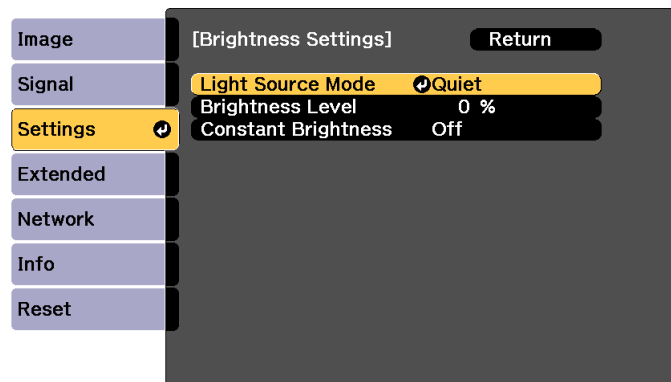 Image
Signal
Settings
Extended
Network
Info
Reset
[Brightness Settings] Return
Light Source Mode Quiet
Brightness Level 0 %
Constant Brightness Off